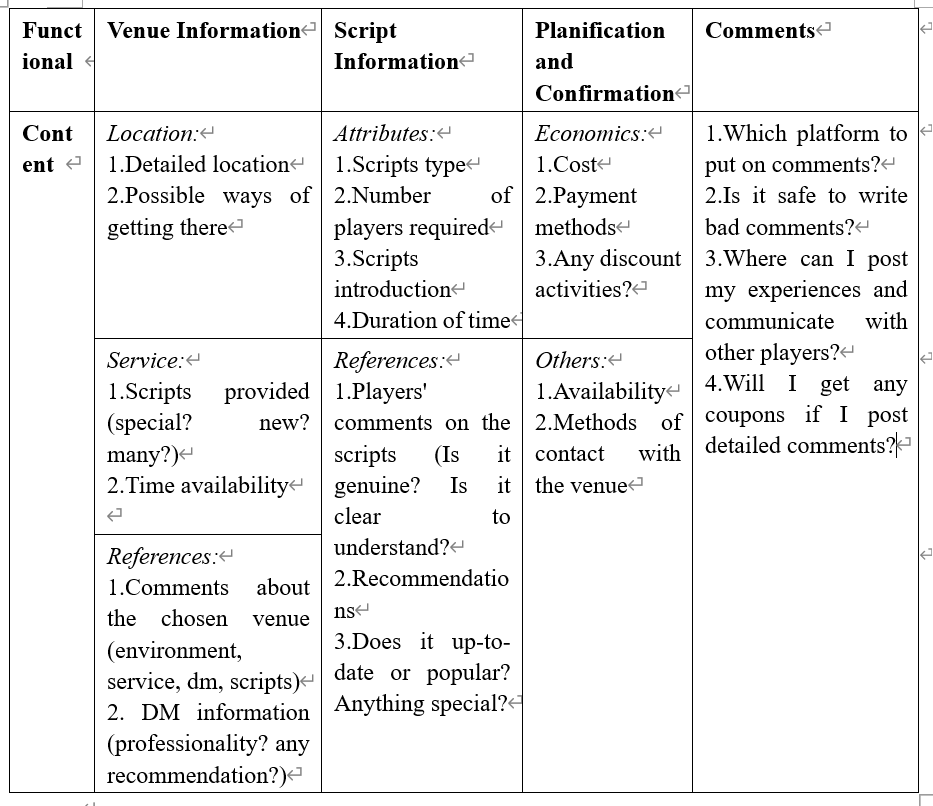 Funct
ional
Venue Information
Script
Information
Planification
and
Confirmation
Comments
Cont
ent
Location:
1.Detailed location
2.Possible ways of
getting there
Service:
1.Scripts provided
(special? new?
many?)
2.Time availability
References:
1.Comments about
the chosen venue
(environment,
service, dm, scripts)
2. DM information
(professionality? any
recommendation?)
Attributes:
1.Scripts type
2.Number of
players required
3.Scripts
introduction
4.Duration of time
References:
1.Players'
comments on the
scripts (Is it
genuine? Is it
clear to
understand?
2.Recommendatio
ns
3.Does it up-to-
date or popular?
Anything special?
Economics:
1.Cost
2.Payment
methods
3.Any discount
activities?
Others:
1.Availability
2.Methods of
contact with
the venue
1.Which platform to
put on comments?
2.Is it safe to write
bad comments?
3.Where can I post
my experiences and
communicate with
other players?
4.Will I get any
coupons if I post
detailed comments?